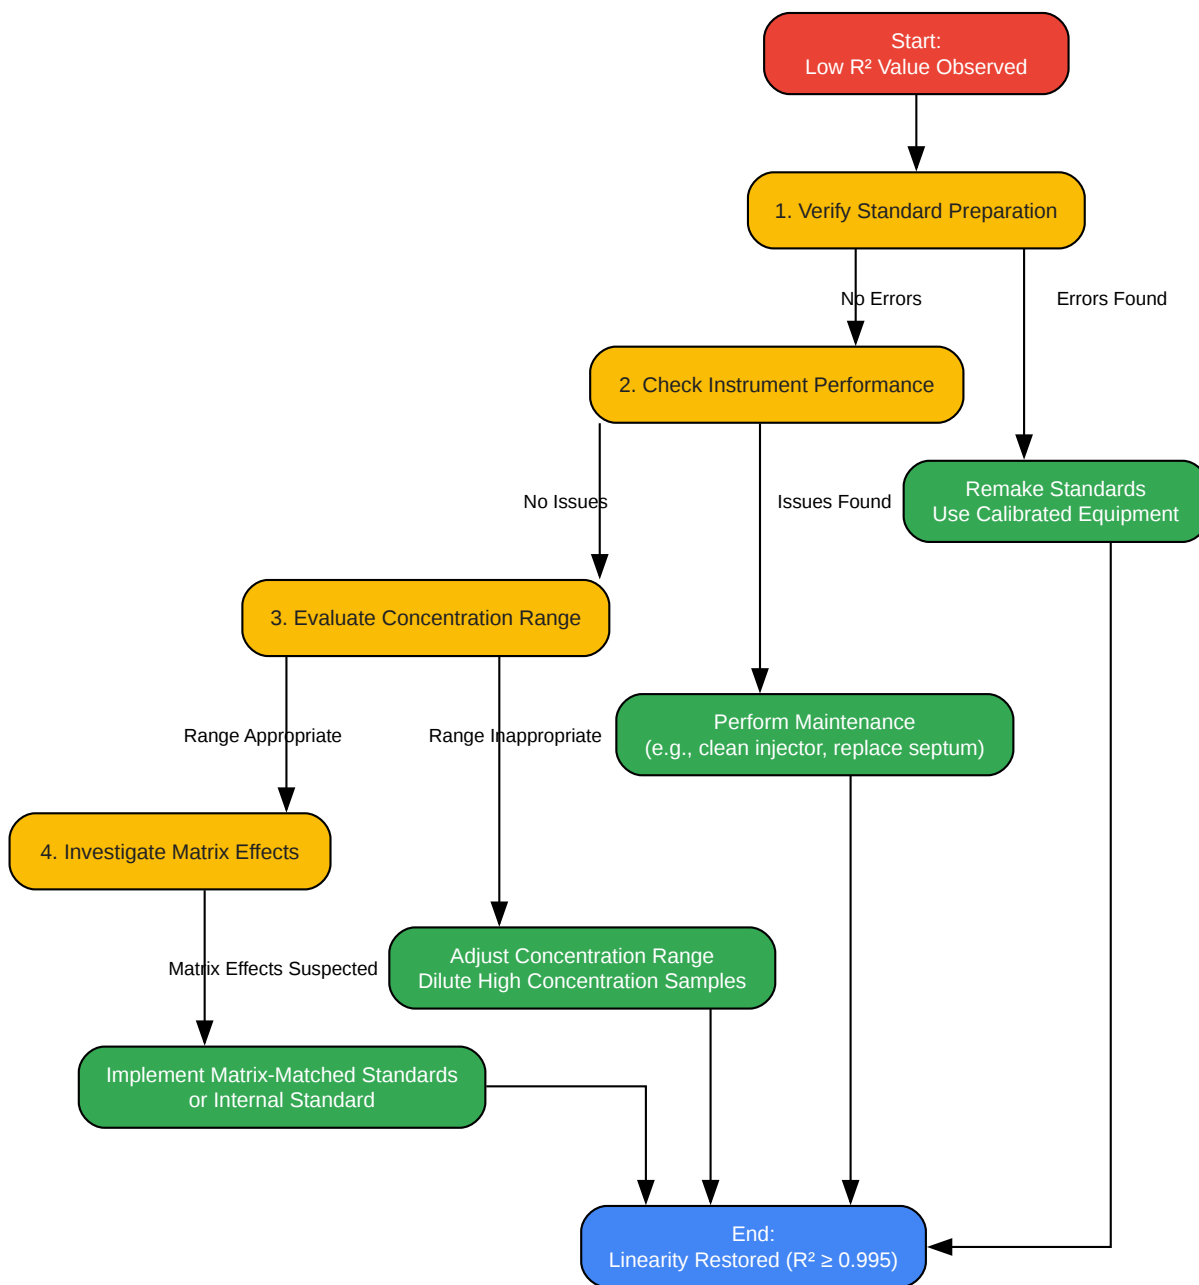 Start:
Low R² Value Observed
1. Verify Standard Preparation
No Errors
Errors Found
2. Check Instrument Performance
Remake Standards
Use Calibrated Equipment
No Issues
Issues Found
3. Evaluate Concentration Range
Perform Maintenance
(e.g., clean injector, replace septum)
Range Appropriate
Range Inappropriate
4. Investigate Matrix Effects
Adjust Concentration Range
Dilute High Concentration Samples
Matrix Effects Suspected
Implement Matrix-Matched Standards
or Internal Standard
End:
Linearity Restored (R² ≥ 0.995)